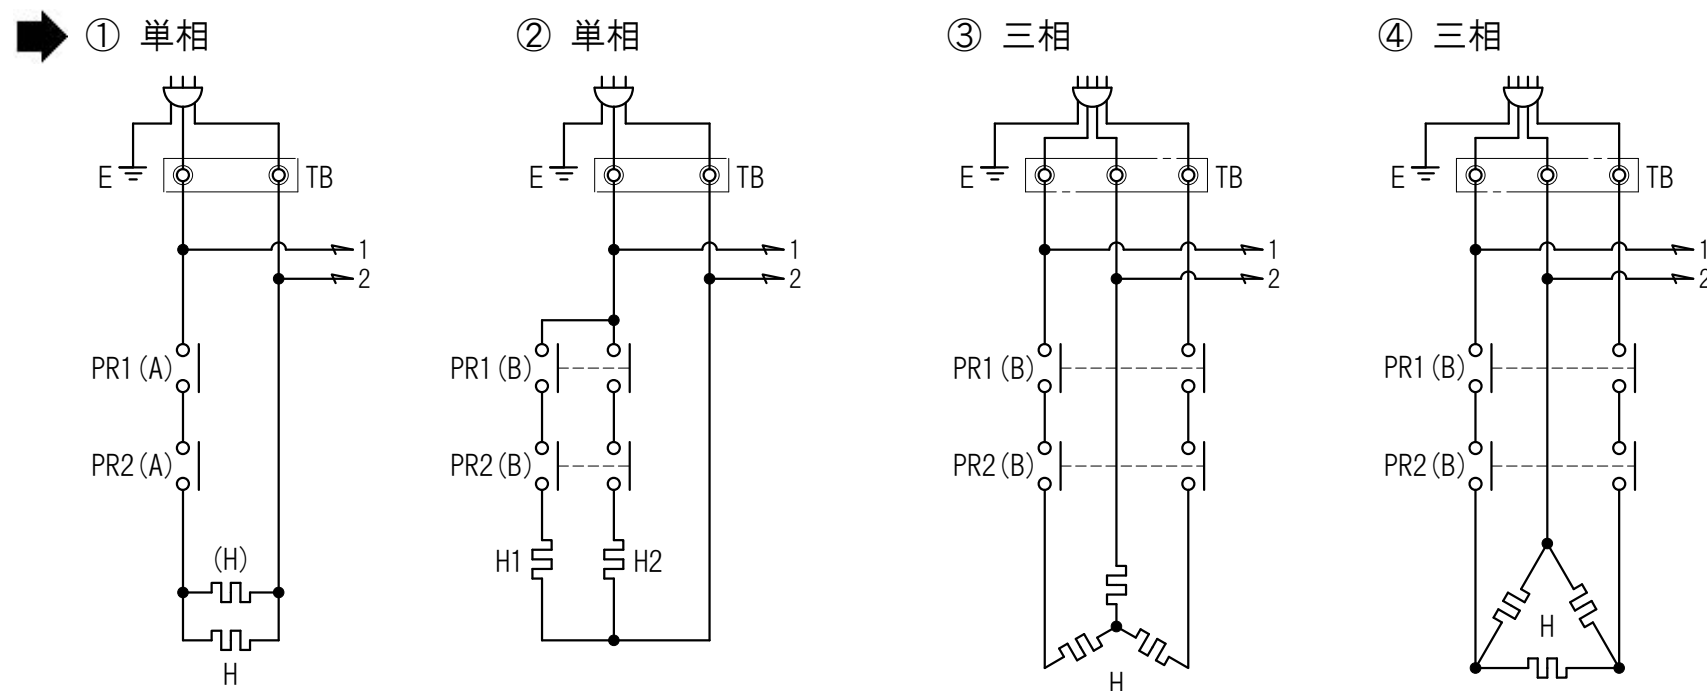 ① 単相
② 単相
③ 三相
④ 三相
E
TB
1
2
PR1(A)
PR2(A)
(H)
H
E
TB
1
2
PR1(B)
PR2(B)
H1
H2
E
TB
1
2
PR1(B)
PR2(B)
H
E
TB
1
2
PR1(B)
PR2(B)
H